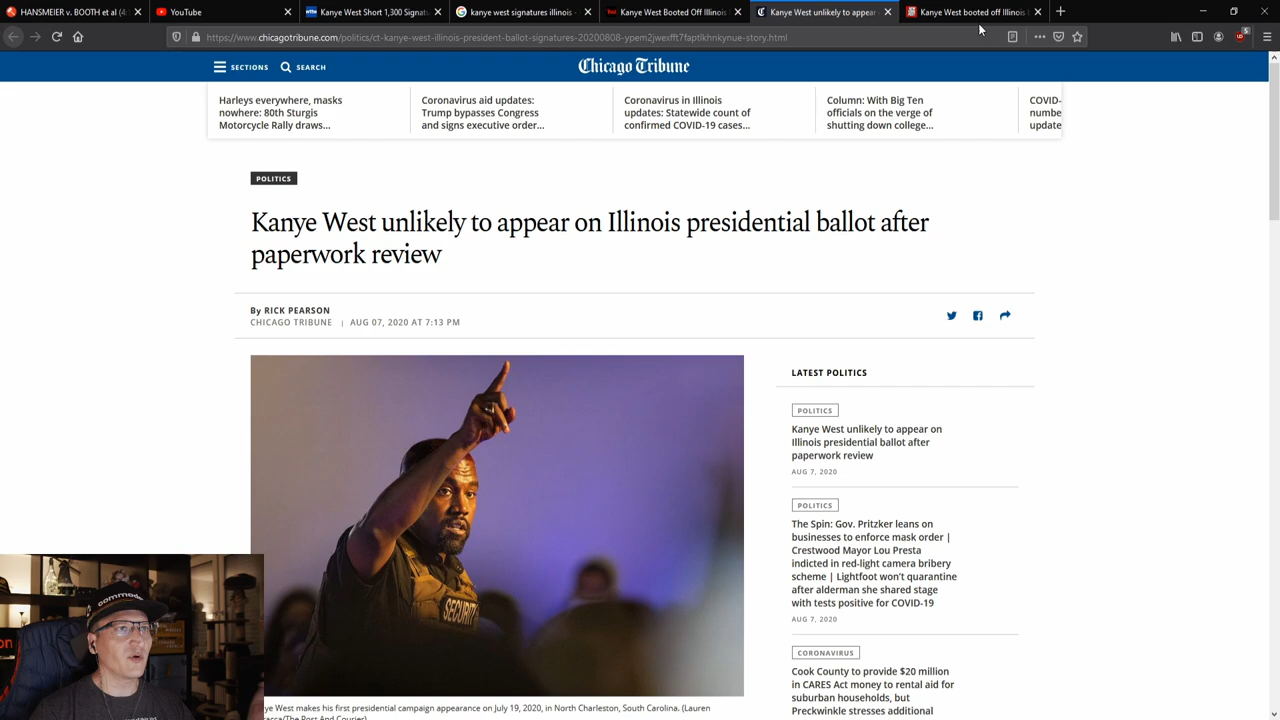 HANSMEIER v. BOOTH et al (4:
YouTube
Kanye West Short 1,300 Signat
kanye west signatures illinois -
Kanye West Booted Off Illinois
Kanye West unlikely to appear
Kanye West booted off Illinois
https://www.chicagotribune.com/politics/ct-kanye-west-illinois-president-ballot-signatures-20200808-ypem2jwexfft7faptlkhnkynue-story.html
SECTIONS
SEARCH
Chicago Tribune
Harleys everywhere, masks
nowhere: 80th Sturgis
Motorcycle Rally draws...
Coronavirus aid updates:
Trump bypasses Congress
and signs executive order...
Coronavirus in Illinois
updates: Statewide count of
confirmed COVID-19 cases...
Column: With Big Ten
officials on the verge of
shutting down college...
COVID-
numbe
update
POLITICS
Kanye West unlikely to appear on Illinois presidential ballot after
paperwork review
By RICK PEARSON
CHICAGO TRIBUNE | AUG 07, 2020 AT 7:13 PM
SECURITY
ye West makes his first presidential campaign appearance on July 19, 2020, in North Charleston, South Carolina. (Lauren
LATEST POLITICS
POLITICS
Kanye West unlikely to appear on
Illinois presidential ballot after
paperwork review
AUG 7, 2020
POLITICS
The Spin: Gov. Pritzker leans on
businesses to enforce mask order |
Crestwood Mayor Lou Presta
indicted in red-light camera bribery
scheme | Lightfoot won't quarantine
after alderman she shared stage
with tests positive for COVID-19
AUG 7, 2020
CORONAVIRUS
Cook County to provide $20 million
in CARES Act money to rental aid for
suburban households, but
Preckwinkle stresses additional
commodo